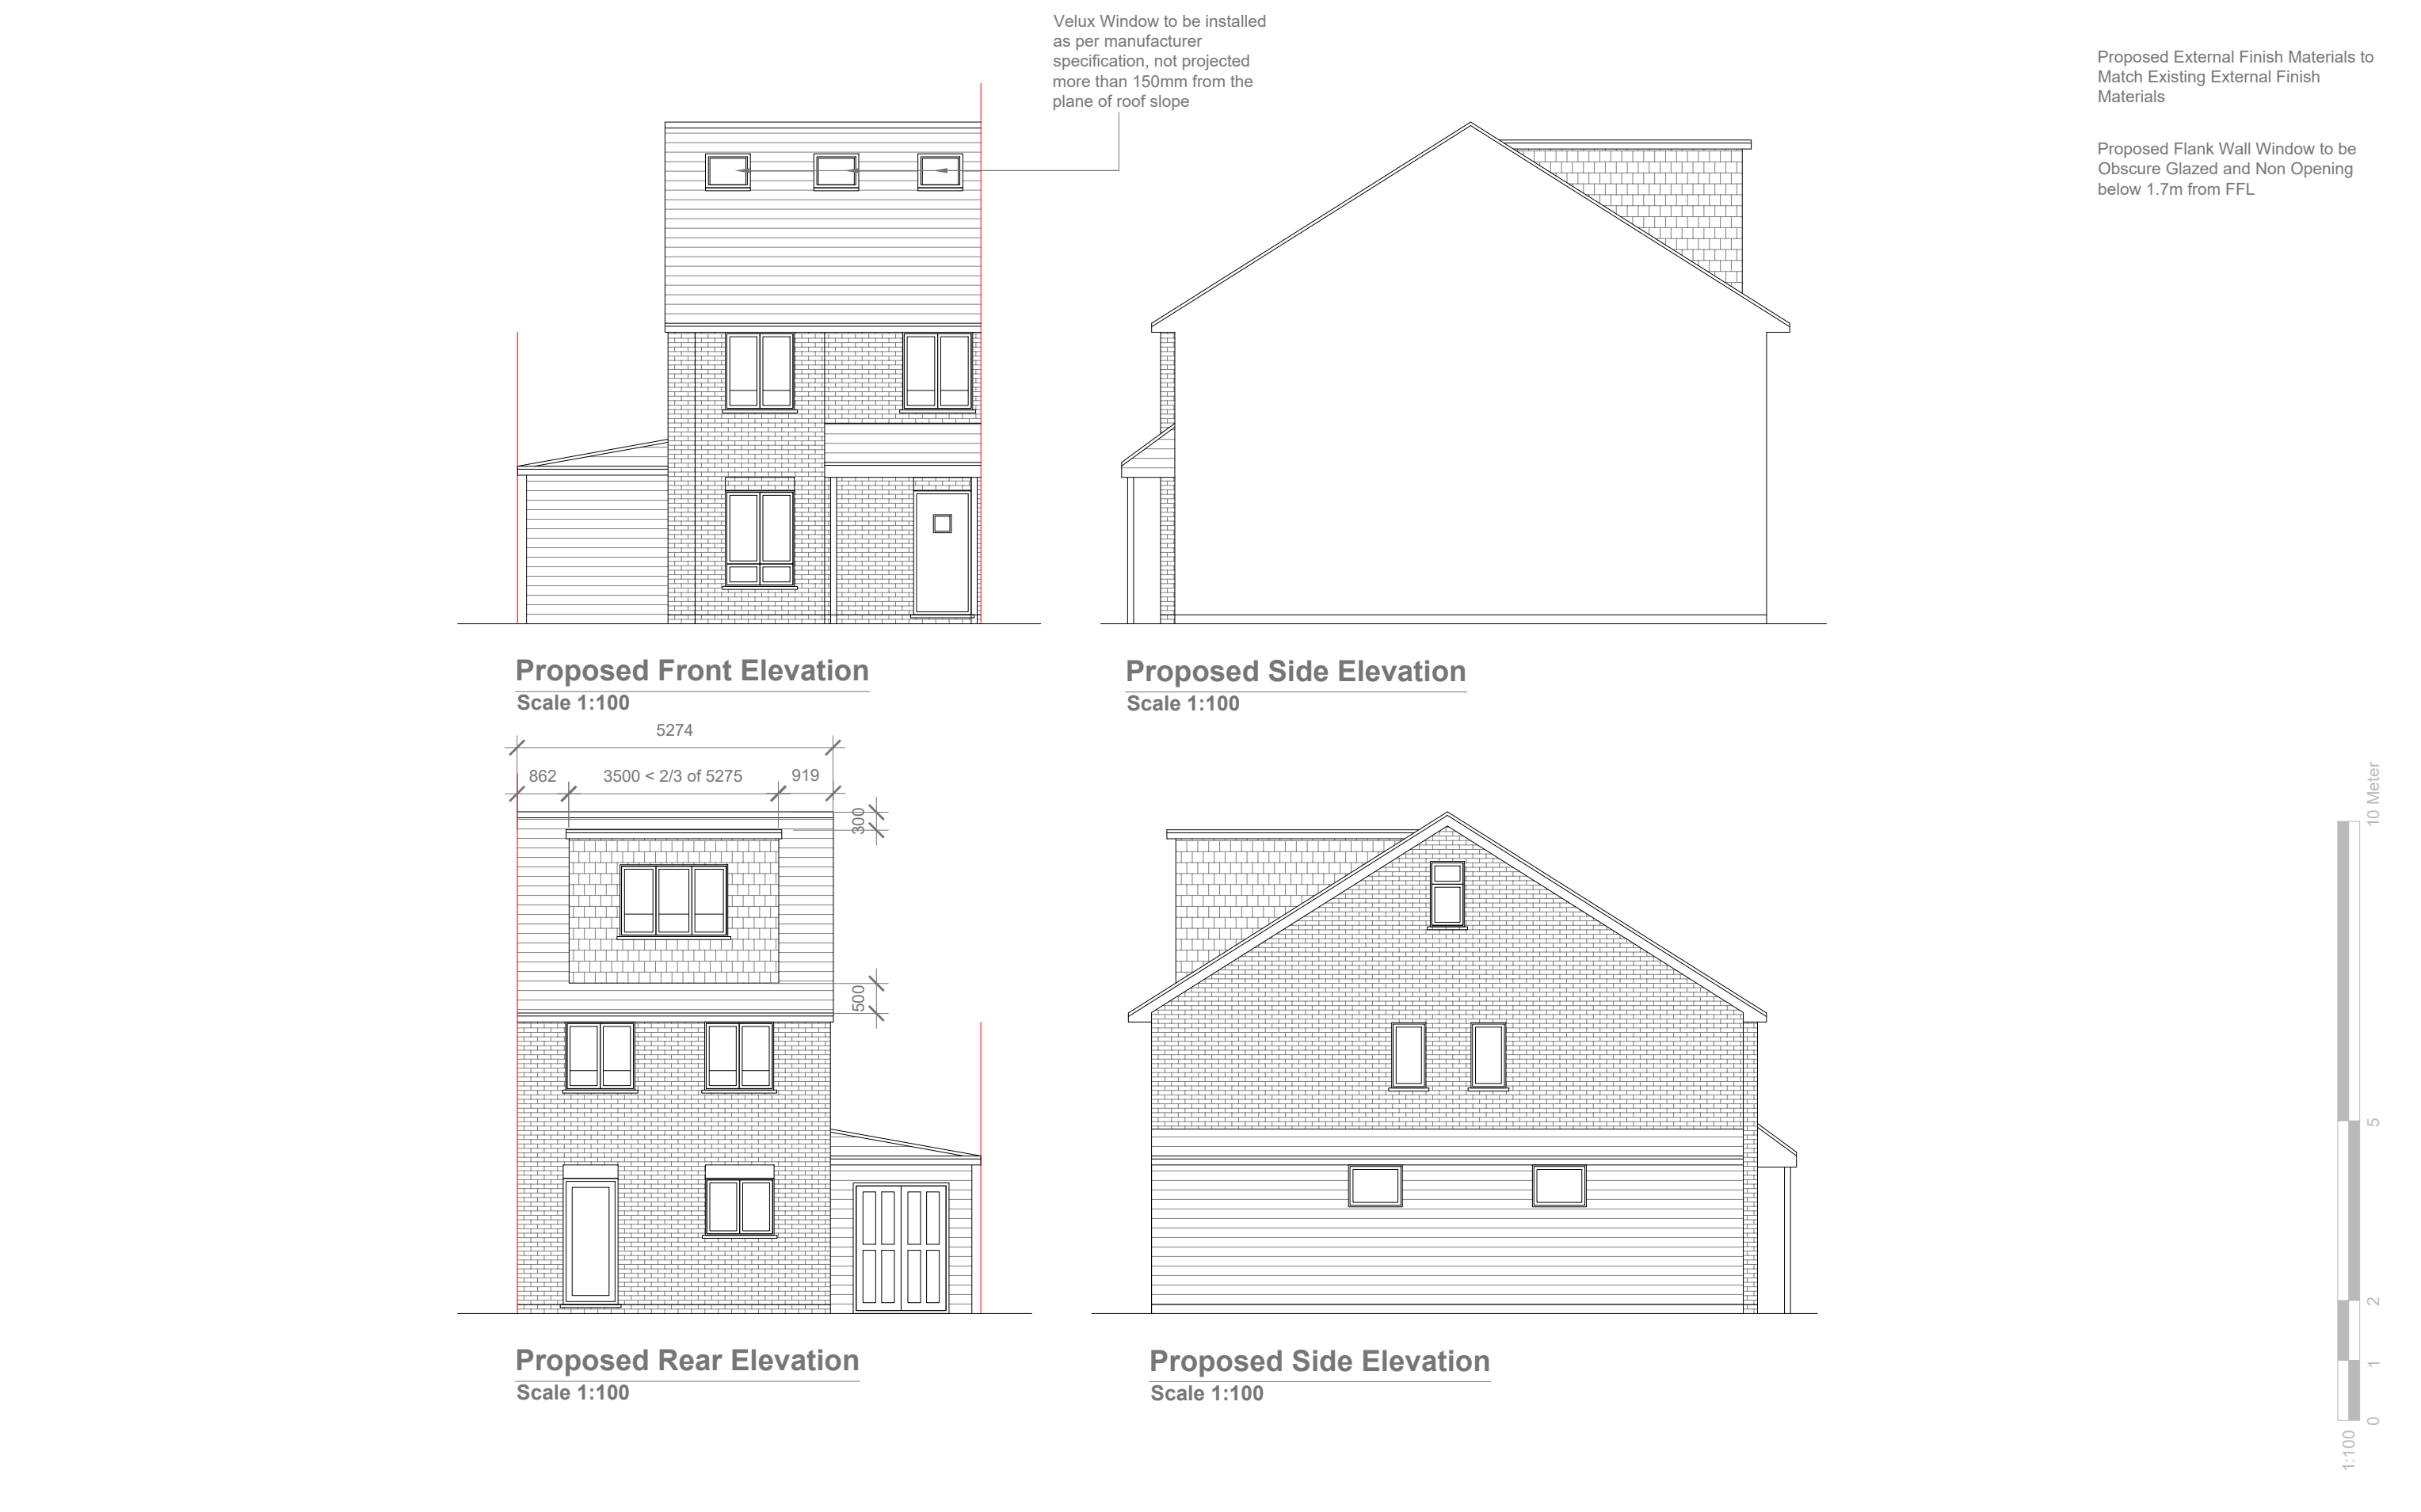 Velux Window to be installed
as per manufacturer
specification, not projected
more than 150mm from the
plane of roof slope
Proposed External Finish Materials to
Match Existing External Finish
Materials
Proposed Flank Wall Window to be
Obscure Glazed and Non Opening
below 1.7m from FFL
Proposed Front Elevation
Scale 1:100
Proposed Side Elevation
Scale 1:100
5274
862
3500 < 2/3 of 5275
919
300
500
Proposed Rear Elevation
Scale 1:100
Proposed Side Elevation
Scale 1:100
10 Meter
5
2
1
0
1:100